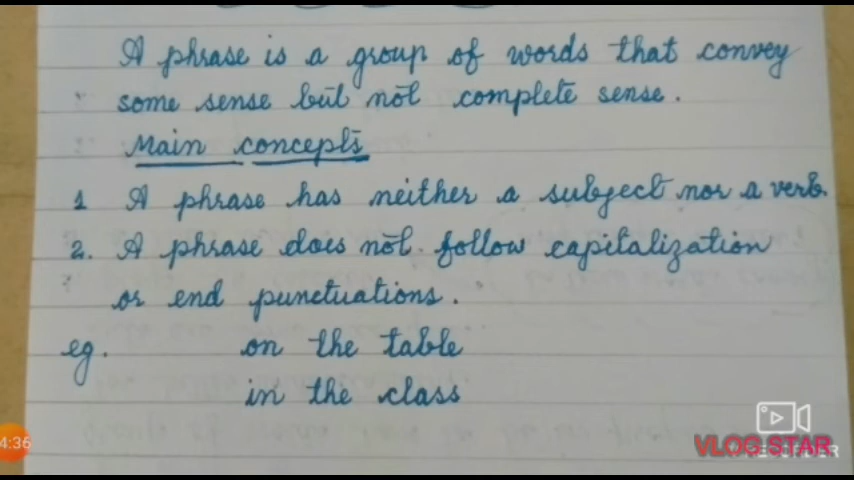 A phrase is a group of words that convey
some sense but not complete sense.
Main concepts
1 A phrase has neither a subject nor a verb.
2. A phrase does not follow capitalization
or end punctuations.
eg. on the table
in the class
4:36
VLOG STAR